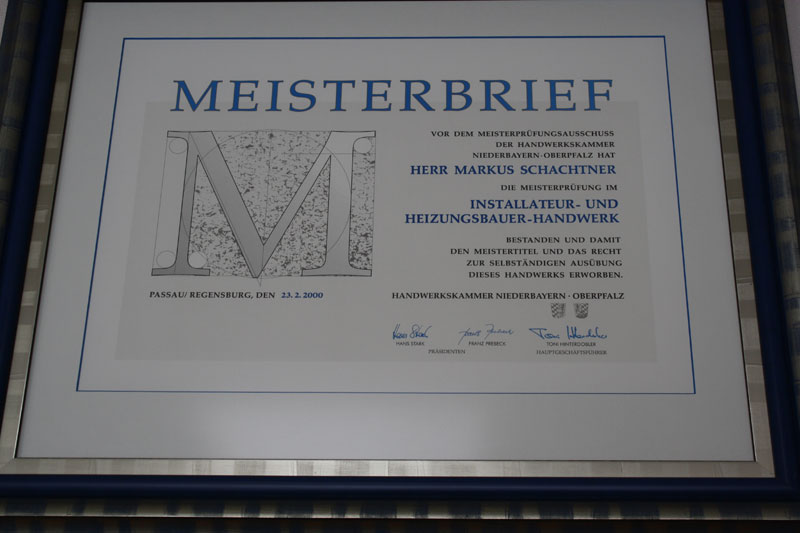 MEISTERBRIEF
M
VOR DEM MEISTERPRÜFUNGSAUSSCHUSS
DER HANDWERKSKAMMER
NIEDERBAYERN-OBERPFALZ HAT
HERR MARKUS SCHACHTNER
DIE MEISTERPRÜFUNG IM
INSTALLATEUR- UND
HEIZUNGSBAUER-HANDWERK
BESTANDEN UND DAMIT
DEN MEISTERTITEL UND DAS RECHT
ZUR SELBSTÄNDIGEN AUSÜBUNG
DIESES HANDWERKS ERWORBEN.
PASSAU/ REGENSBURG, DEN 23.2.2000
HANDWERKSKAMMER NIEDERBAYERN · OBERPFALZ
HANS STARK FRANZ PREBECK TONI HINTERDOBLER
PRÄSIDENTEN HAUPTGESCHÄFTSFÜHRER